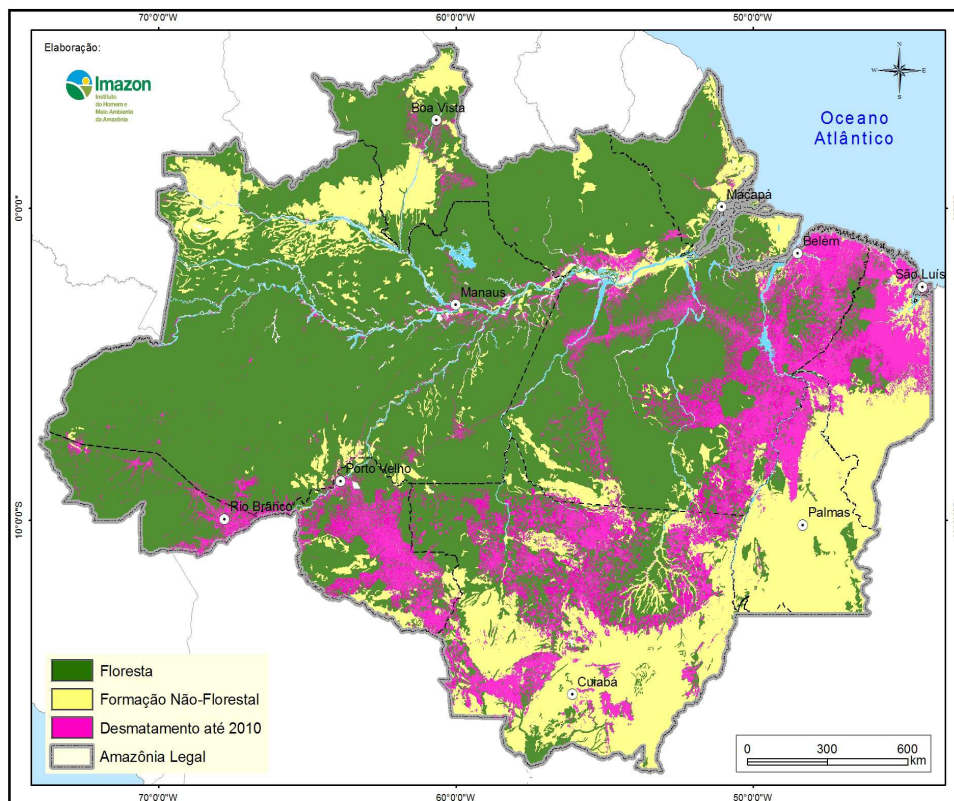 70°0'0"W 60°0'0"W 50°0'0"W
Elaboração:
Imazon
Instituto
do Homem e
Meio Ambiente
da Amazônia
N
W E
S
Oceano
Atlântico
Boa Vista
0°0'0"
Macapá
Belém
São Luís
Manaus
Porto Velho
Rio Branco
10°0'0"S
Palmas
Cuiabá
Floresta
Formação Não-Florestal
Desmatamento até 2010
Amazônia Legal
0 300 600
km
70°0'0"W 60°0'0"W 50°0'0"W